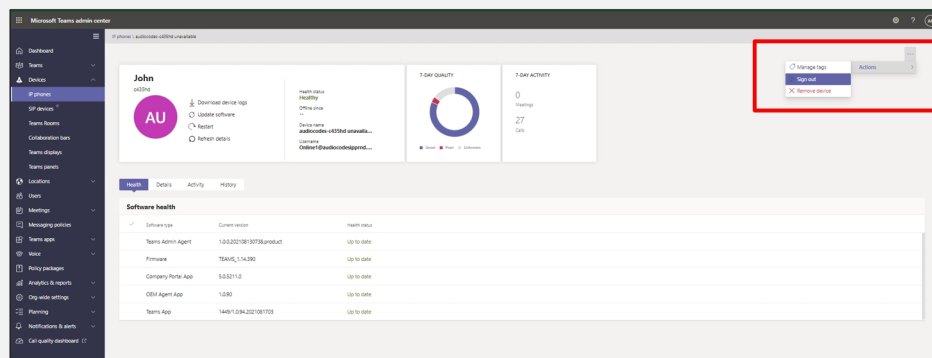 Microsoft Teams admin center
?
IP phones \ audiocodes-c435hd unavailable
Dashboard
Teams
Devices
IP phones
SIP devices
Teams Rooms
Collaboration bars
Teams displays
Teams panels
Locations
Users
Meetings
Messaging policies
Teams apps
Voice
Policy packages
Analytics & reports
Org-wide settings
Planning
Notifications & alerts
Call quality dashboard
John
c435hd
AU
Download device logs
Update software
Restart
Refresh details
Health status
Healthy
Offline since
--
Device name
audiocodes-c435hd unavaila...
Username
Online1@audiocodesipprnd....
7-DAY QUALITY
Good Poor Unknown
7-DAY ACTIVITY
0
Meetings
27
Calls
...
Manage tags
Actions
Sign out
Remove device
Health Details Activity History
Software health
Software type Current version Health status
Teams Admin Agent 1.0.0.202108130738.product Up to date
Firmware TEAMS_1.14.390 Up to date
Company Portal App 5.0.5211.0 Up to date
OEM Agent App 1.0.90 Up to date
Teams App 1449/1.0.94.2021081703 Up to date